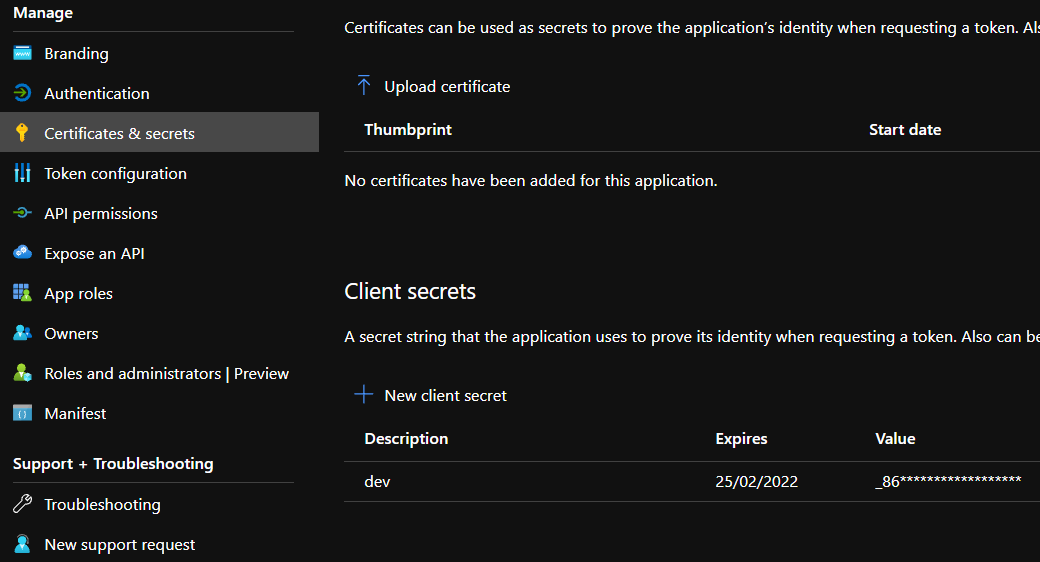 Manage
Branding
Authentication
Certificates & secrets
Token configuration
API permissions
Expose an API
App roles
Owners
Roles and administrators | Preview
Manifest
Support + Troubleshooting
Troubleshooting
New support request
Certificates can be used as secrets to prove the application's identity when requesting a token.
Upload certificate
Thumbprint Start date
No certificates have been added for this application.
Client secrets
A secret string that the application uses to prove its identity when requesting a token. Also can be
New client secret
Description Expires Value
dev 25/02/2022 _86******************